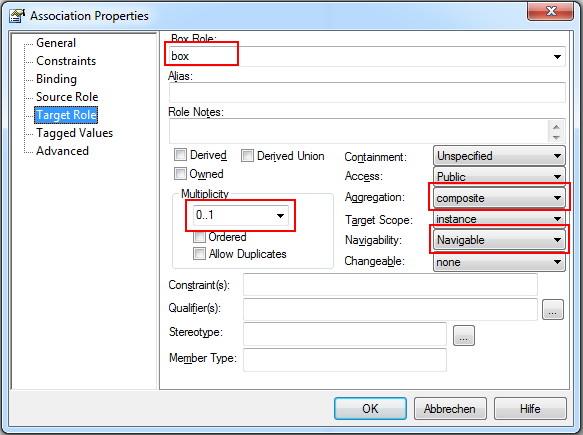 Association Properties
General
Constraints
Binding
Source Role
Target Role
Tagged Values
Advanced
Box Role:
box
Alias:
Role Notes:
Derived
Derived Union
Owned
Containment:
Unspecified
Access:
Public
Multiplicity
0..1
Ordered
Allow Duplicates
Aggregation:
composite
Target Scope:
instance
Navigability:
Navigable
Changeable:
none
Constraint(s):
Qualifier(s):
...
Stereotype:
...
Member Type:
OK
Abbrechen
Hilfe